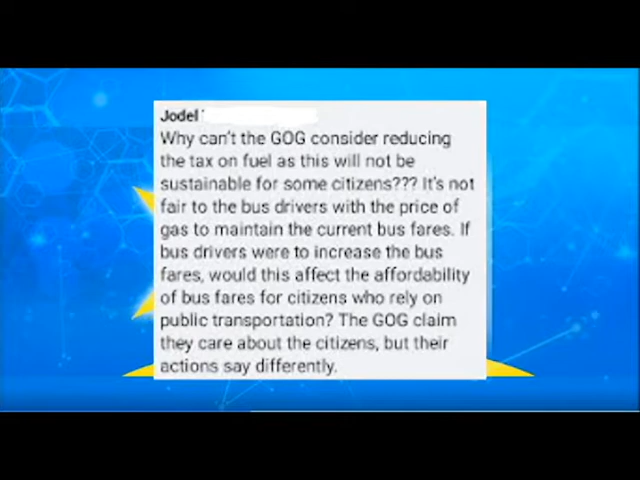 Jodel
Why can't the GOG consider reducing
the tax on fuel as this will not be
sustainable for some citizens??? It's not
fair to the bus drivers with the price of
gas to maintain the current bus fares. If
bus drivers were to increase the bus
fares, would this affect the affordability
of bus fares for citizens who rely on
public transportation? The GOG claim
they care about the citizens, but their
actions say differently.